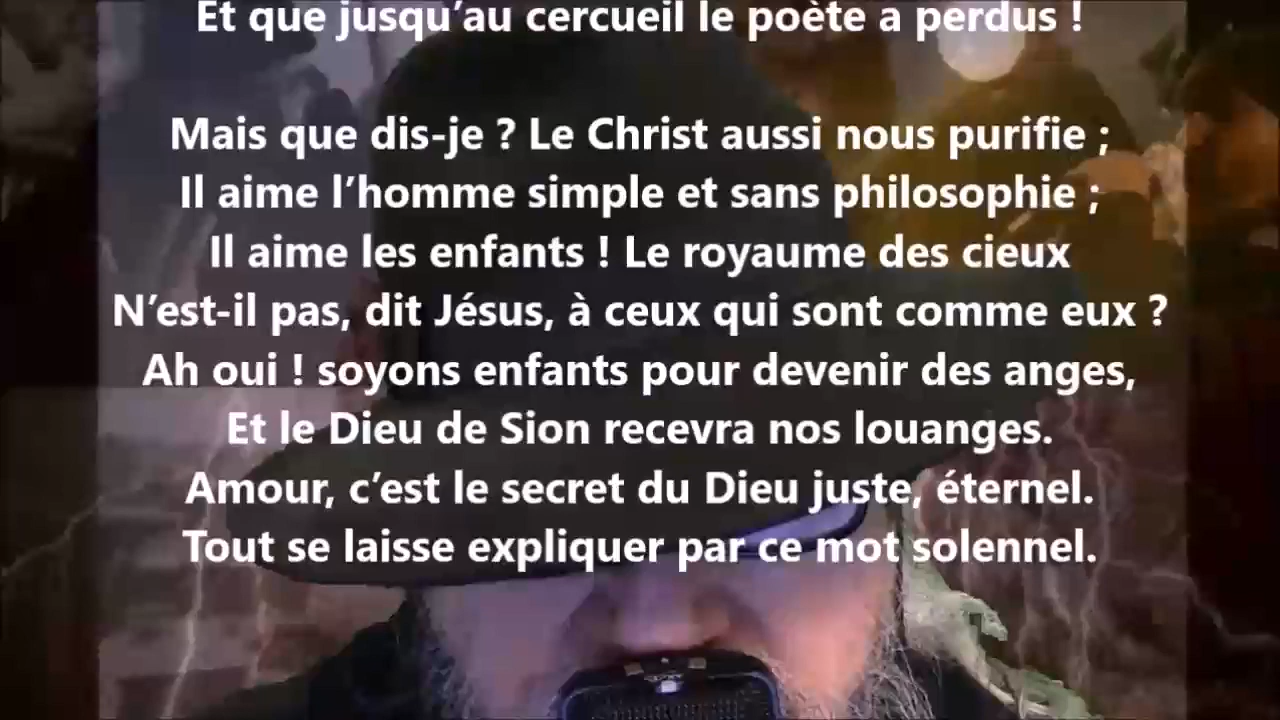 Et que jusqu’au cercueil le poète a perdus !
Mais que dis-je ? Le Christ aussi nous purifie ;
Il aime l’homme simple et sans philosophie ;
Il aime les enfants ! Le royaume des cieux
N’est-il pas, dit Jésus, à ceux qui sont comme eux ?
Ah oui ! soyons enfants pour devenir des anges,
Et le Dieu de Sion recevra nos louanges.
Amour, c’est le secret du Dieu juste, éternel.
Tout se laisse expliquer par ce mot solennel.